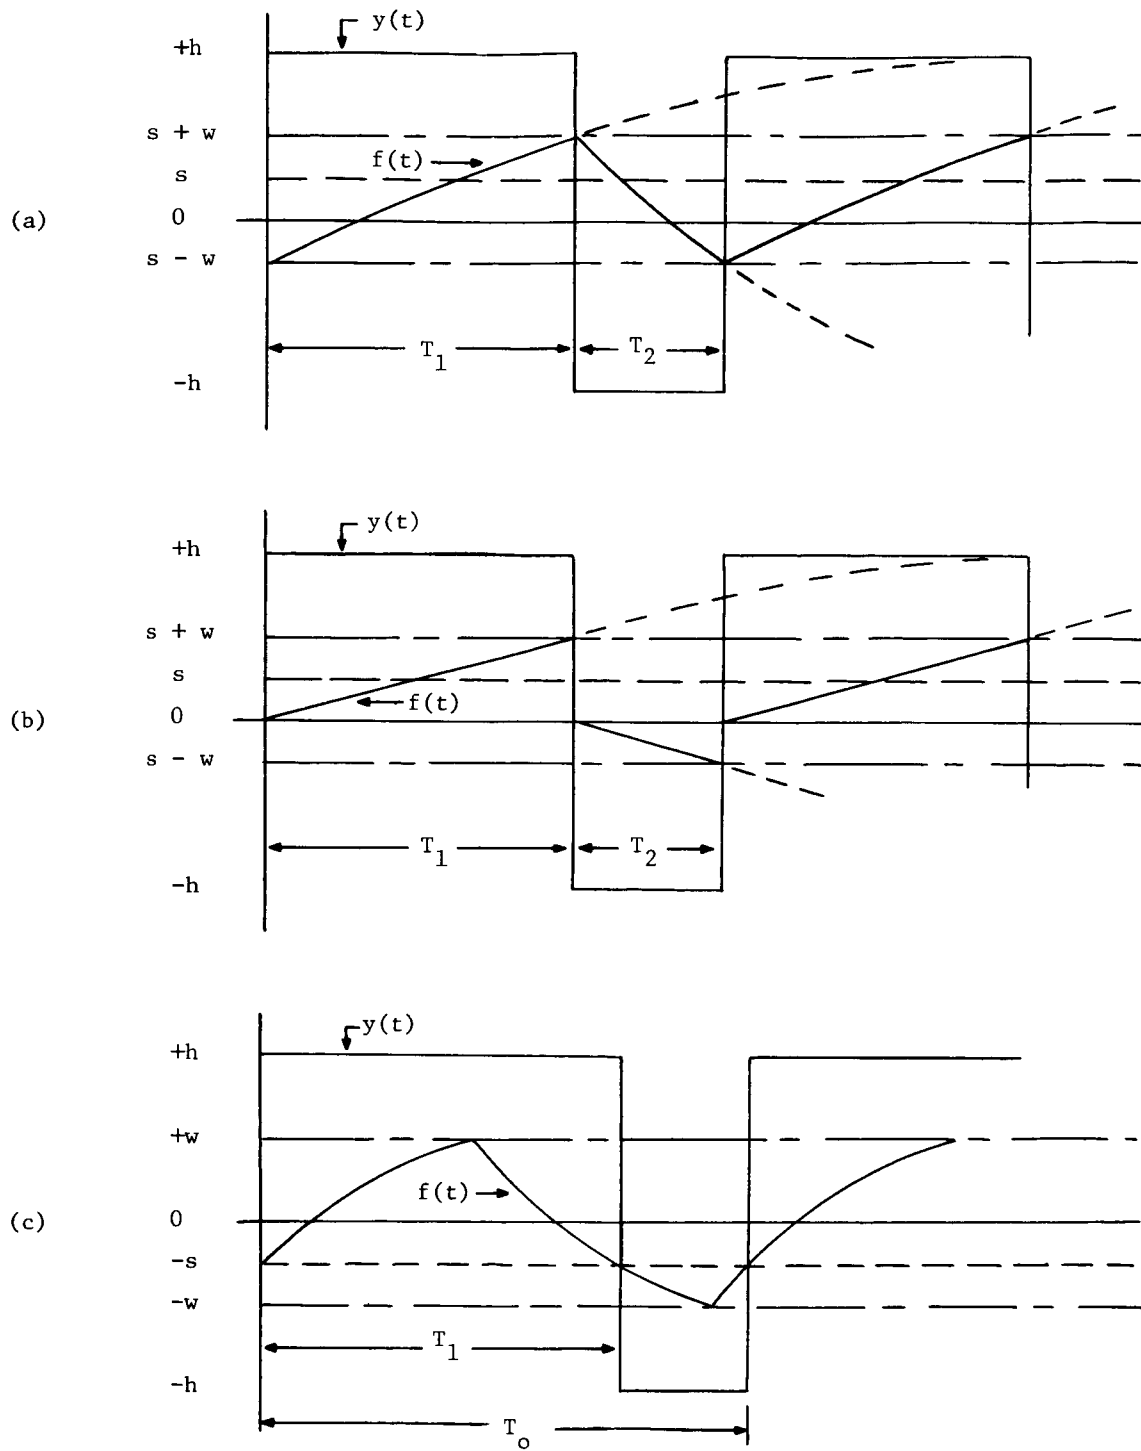 y(t)
+h
s + w
f(t)
s
(a)
0
s - w
T1
T2
-h
y(t)
+h
s + w
s
f(t)
(b)
0
s - w
T1
T2
-h
y(t)
+h
+w
f(t)
(c)
0
-s
-w
T1
-h
To